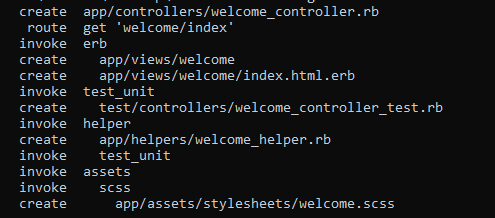 create  app/controllers/welcome_controller.rb
route  get 'welcome/index'
invoke  erb
create    app/views/welcome
create    app/views/welcome/index.html.erb
invoke  test_unit
create    test/controllers/welcome_controller_test.rb
invoke  helper
create    app/helpers/welcome_helper.rb
invoke    test_unit
invoke  assets
invoke    scss
create      app/assets/stylesheets/welcome.scss